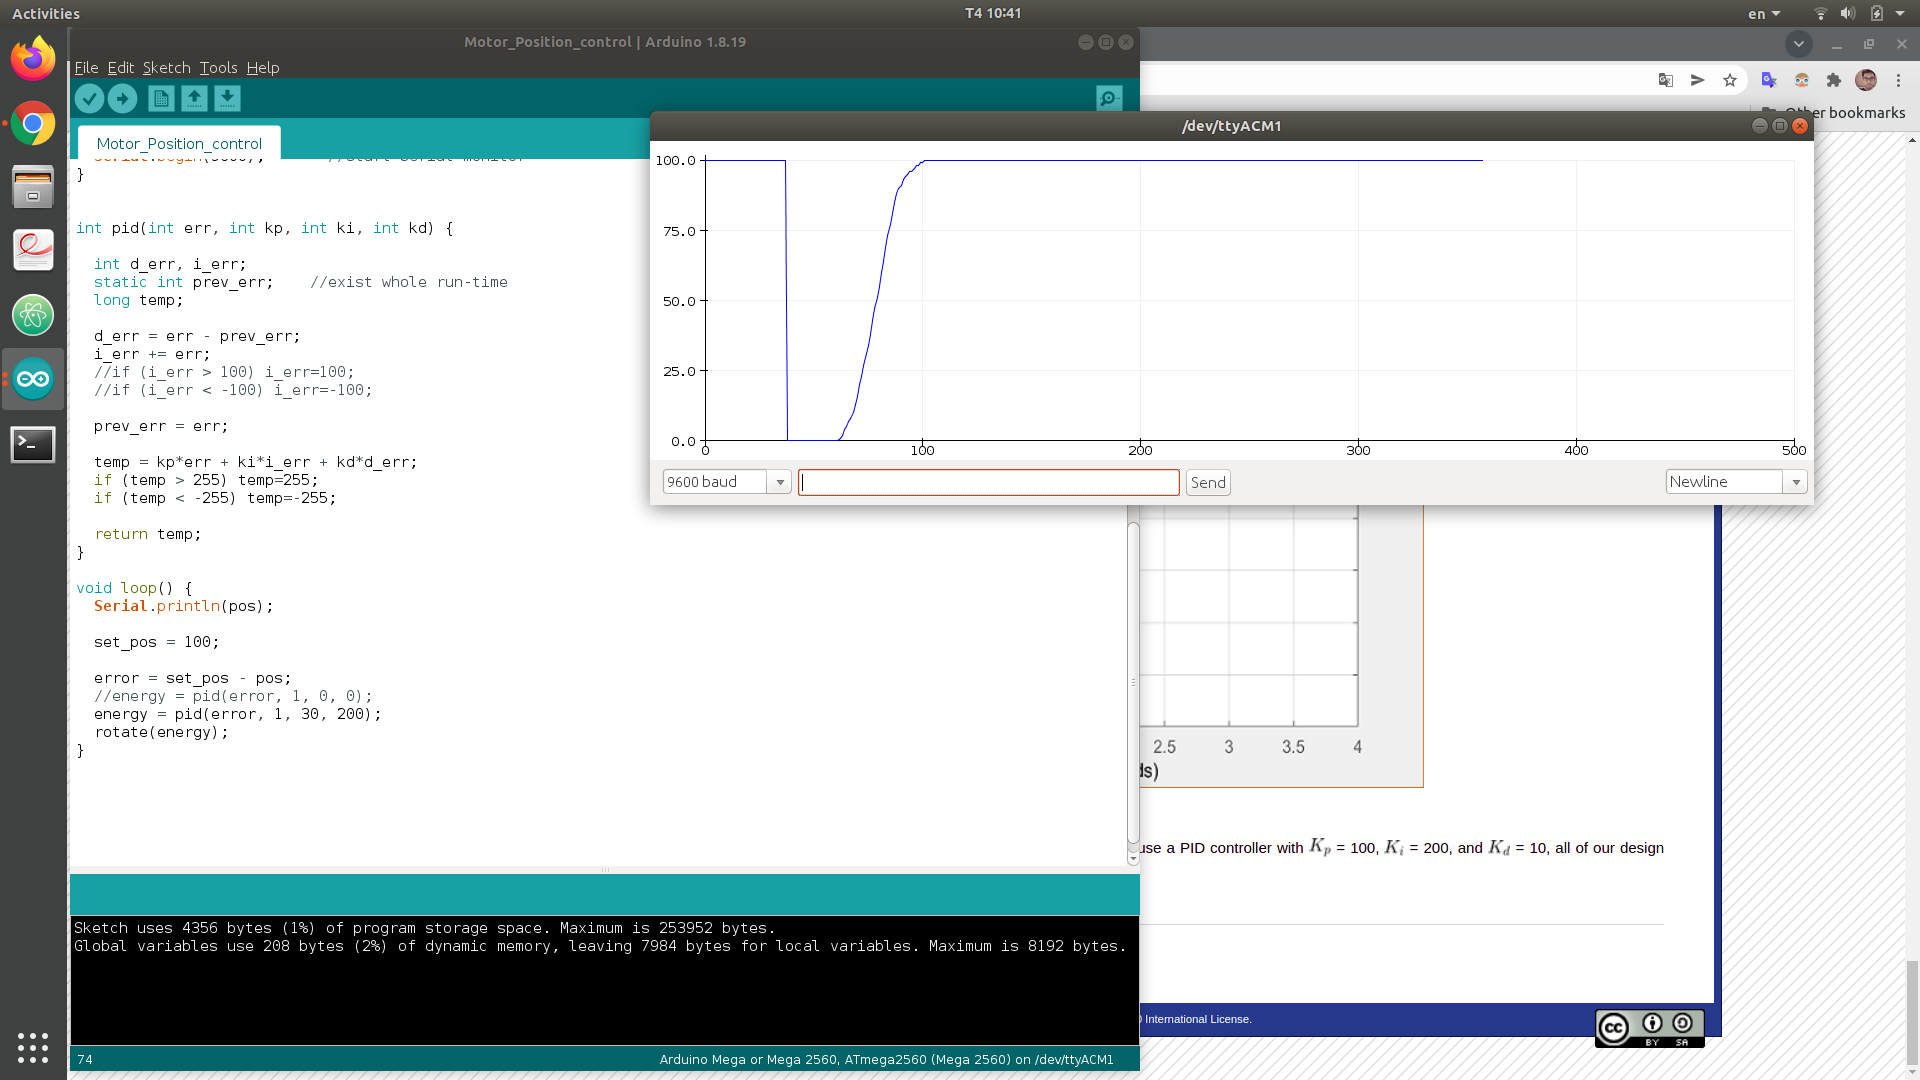 Activities
T4 10:41
en
Motor_Position_control | Arduino 1.8.19
File Edit Sketch Tools Help
Other bookmarks
Motor_Position_control
}
int pid(int err, int kp, int ki, int kd) {
int d_err, i_err;
static int prev_err; //exist whole run-time
long temp;
d_err = err - prev_err;
i_err += err;
//if (i_err > 100) i_err=100;
//if (i_err < -100) i_err=-100;
prev_err = err;
temp = kp*err + ki*i_err + kd*d_err;
if (temp > 255) temp=255;
if (temp < -255) temp=-255;
return temp;
}
void loop() {
Serial.println(pos);
set_pos = 100;
error = set_pos - pos;
//energy = pid(error, 1, 0, 0);
energy = pid(error, 1, 30, 200);
rotate(energy);
}
/dev/ttyACM1
100.0
75.0
50.0
25.0
0.0
0 100 200 300 400 500
9600 baud
Send
Newline
2.5 3 3.5 4
ds)
use a PID controller with Kp = 100, Ki = 200, and Kd = 10, all of our design
International License.
cc BY SA
Sketch uses 4356 bytes (1%) of program storage space. Maximum is 253952 bytes.
Global variables use 208 bytes (2%) of dynamic memory, leaving 7984 bytes for local variables. Maximum is 8192 bytes.
74
Arduino Mega or Mega 2560, ATmega2560 (Mega 2560) on /dev/ttyACM1